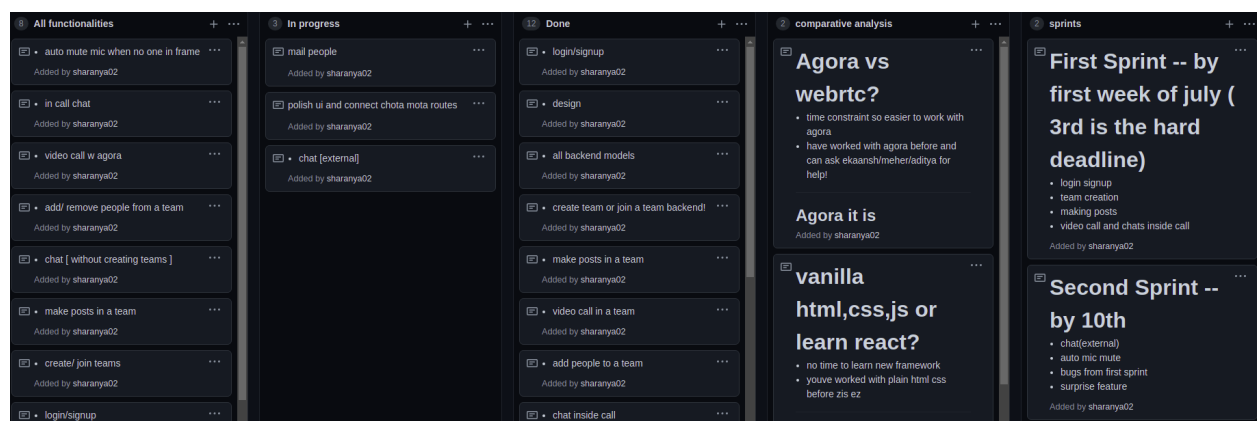 8 All functionalities
auto mute mic when no one in frame
Added by sharanya02
in call chat
Added by sharanya02
video call w agora
Added by sharanya02
add/ remove people from a team
Added by sharanya02
chat [ without creating teams ]
Added by sharanya02
make posts in a team
Added by sharanya02
create/ join teams
Added by sharanya02
login/signup
3 In progress
mail people
Added by sharanya02
polish ui and connect chota mota routes
Added by sharanya02
chat [external]
Added by sharanya02
12 Done
login/signup
Added by sharanya02
design
Added by sharanya02
all backend models
Added by sharanya02
create team or join a team backend!
Added by sharanya02
make posts in a team
Added by sharanya02
video call in a team
Added by sharanya02
add people to a team
Added by sharanya02
chat inside call
2 comparative analysis
Agora vs
webrtc?
time constraint so easier to work with
agora
have worked with agora before and
can ask ekaansh/meher/aditya for
help!
Agora it is
Added by sharanya02
vanilla
html,css,js or
learn react?
no time to learn new framework
youve worked with plain html css
before zis ez
2 sprints
First Sprint -- by
first week of july (
3rd is the hard
deadline)
login signup
team creation
making posts
video call and chats inside call
Added by sharanya02
Second Sprint --
by 10th
chat(external)
auto mic mute
bugs from first sprint
surprise feature
Added by sharanya02